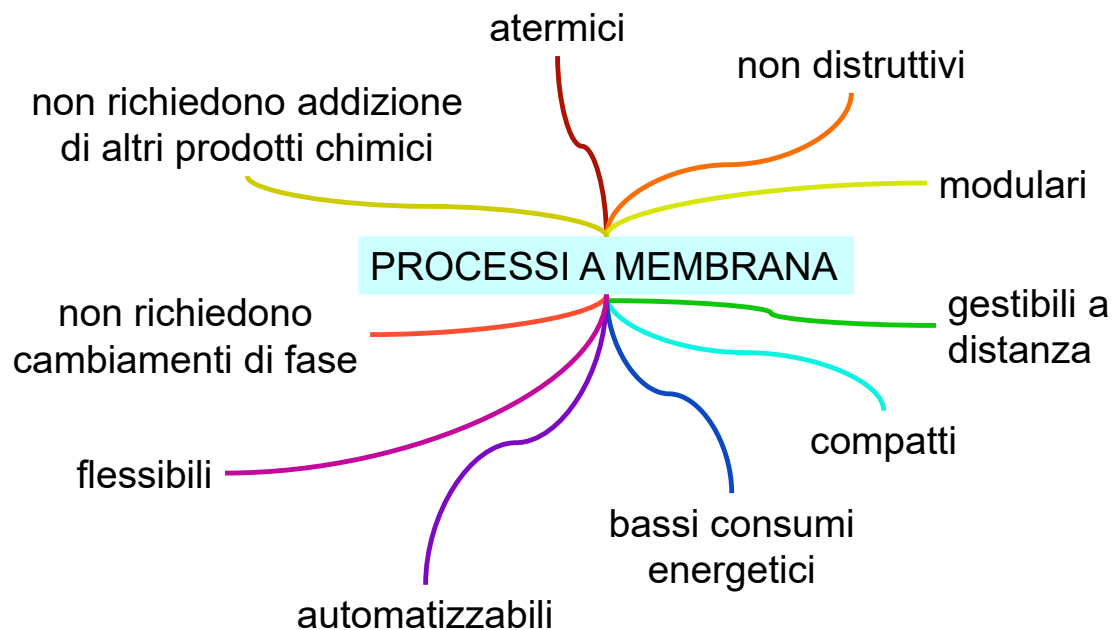 atermici
non distruttivi
non richiedono addizione
di altri prodotti chimici
modulari
PROCESSI A MEMBRANA
non richiedono
cambiamenti di fase
gestibili a
distanza
compatti
flessibili
bassi consumi
energetici
automatizzabili